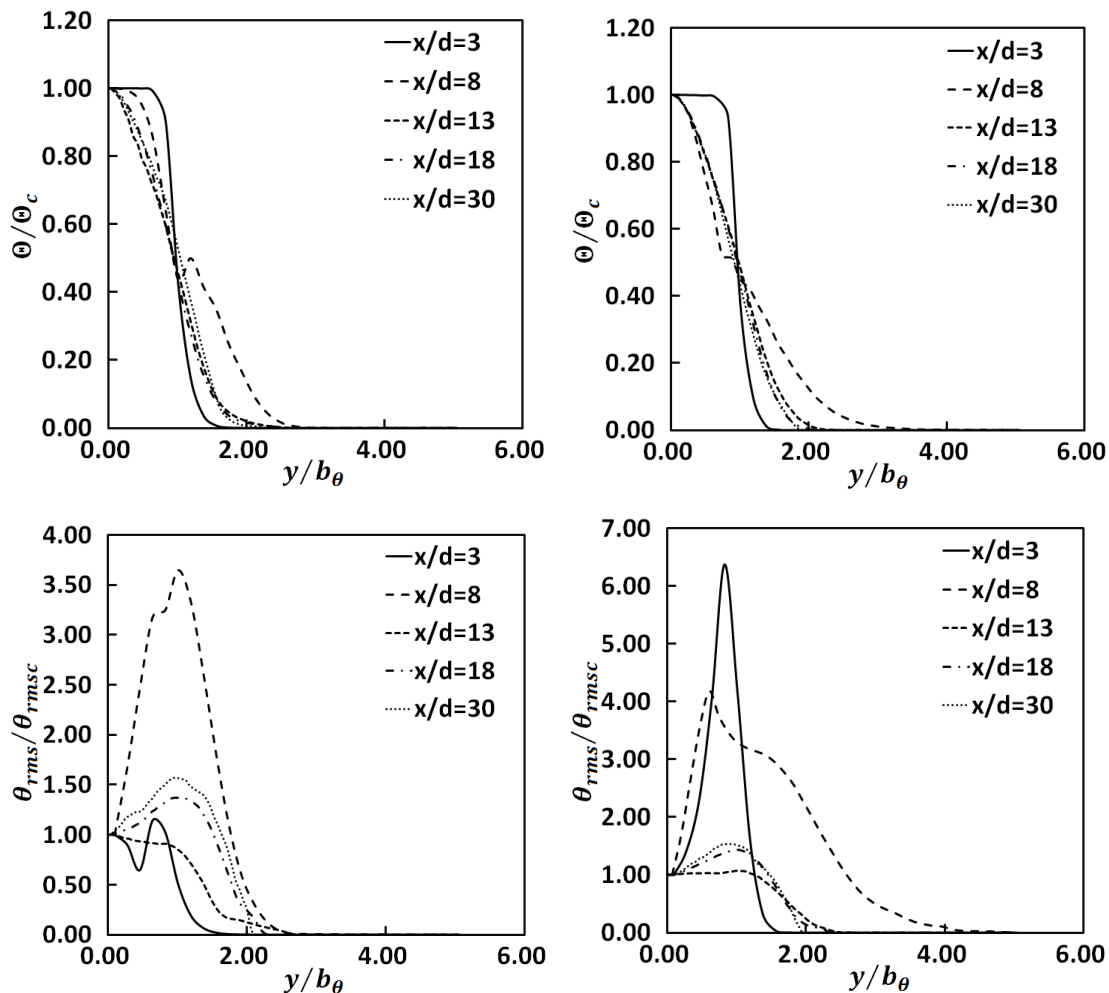 1.20
1.00
0.80
0.60
0.40
0.20
0.00
Θ/Θc
0.00 2.00 4.00 6.00
y/bθ
x/d=3
x/d=8
x/d=13
x/d=18
x/d=30
1.20
1.00
0.80
0.60
0.40
0.20
0.00
Θ/Θc
0.00 2.00 4.00 6.00
y/bθ
x/d=3
x/d=8
x/d=13
x/d=18
x/d=30
4.00
3.50
3.00
2.50
2.00
1.50
1.00
0.50
0.00
θrms/θrmsc
0.00 2.00 4.00 6.00
y/bθ
x/d=3
x/d=8
x/d=13
x/d=18
x/d=30
7.00
6.00
5.00
4.00
3.00
2.00
1.00
0.00
θrms/θrmsc
0.00 2.00 4.00 6.00
y/bθ
x/d=3
x/d=8
x/d=13
x/d=18
x/d=30